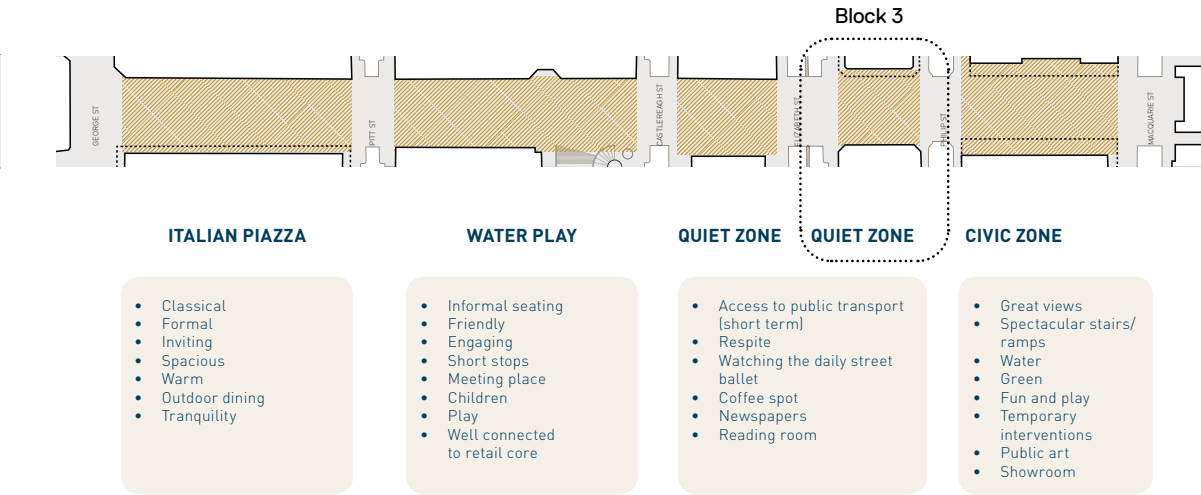 Block 3
GEORGE ST
PITT ST
CASTLEREAGH ST
ELIZABETH ST
PHILIP ST
MACQUARIE ST
ITALIAN PIAZZA
WATER PLAY
QUIET ZONE
QUIET ZONE
CIVIC ZONE
• Classical
• Formal
• Inviting
• Spacious
• Warm
• Outdoor dining
• Tranquility
• Informal seating
• Friendly
• Engaging
• Short stops
• Meeting place
• Children
• Play
• Well connected
to retail core
• Access to public transport
(short term)
• Respite
• Watching the daily street
ballet
• Coffee spot
• Newspapers
• Reading room
• Great views
• Spectacular stairs/
ramps
• Water
• Green
• Fun and play
• Temporary
interventions
• Public art
• Showroom